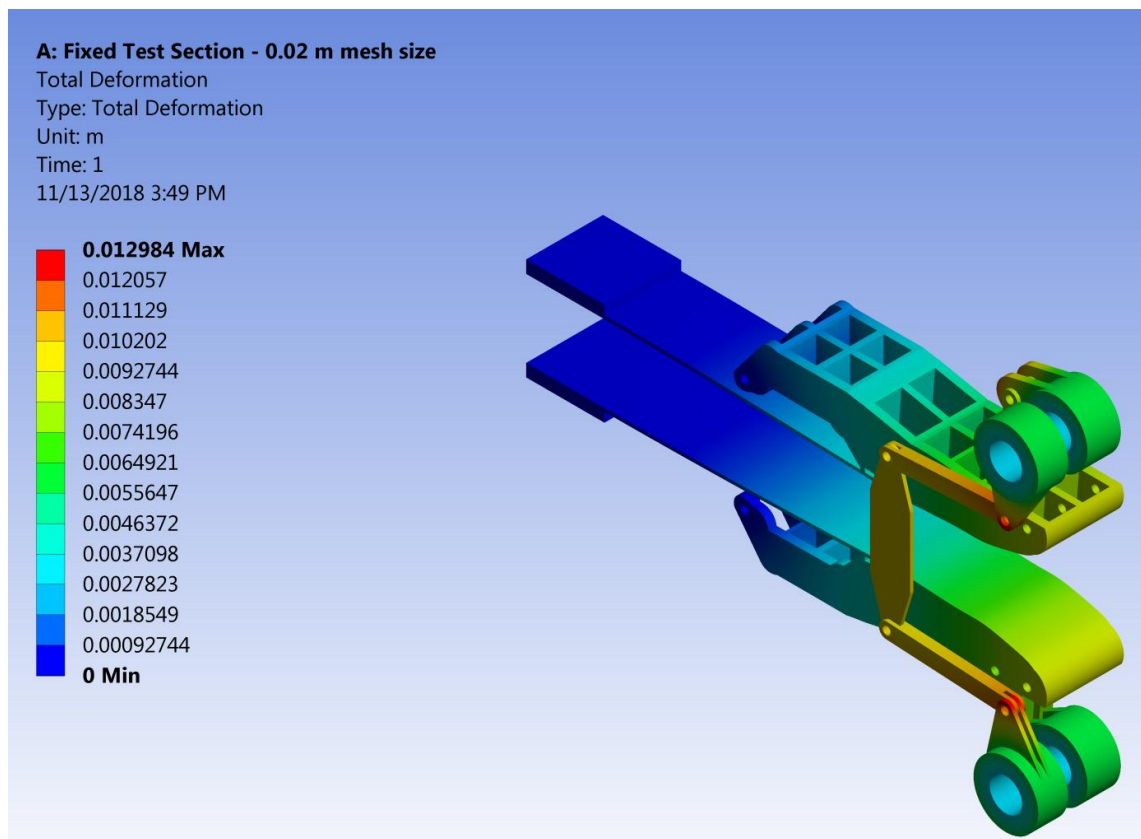 A: Fixed Test Section - 0.02 m mesh size
Total Deformation
Type: Total Deformation
Unit: m
Time: 1
11/13/2018 3:49 PM
0.012984 Max
0.012057
0.011129
0.010202
0.0092744
0.008347
0.0074196
0.0064921
0.0055647
0.0046372
0.0037098
0.0027823
0.0018549
0.00092744
0 Min